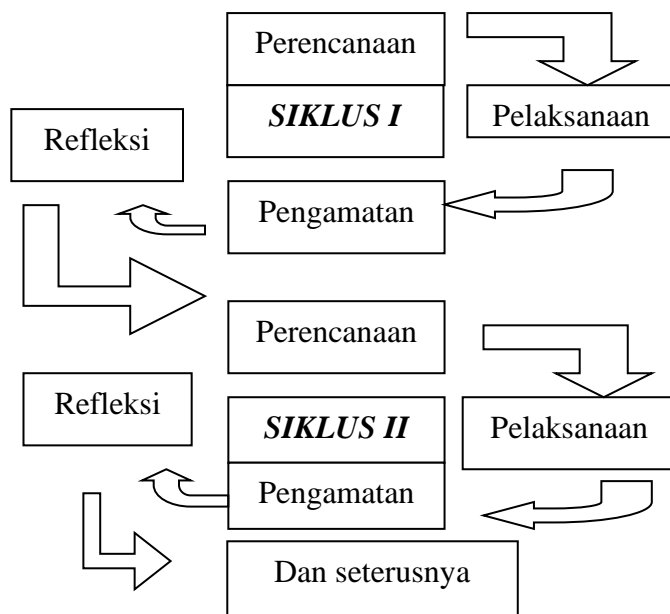 Perencanaan
SIKLUS I
Pelaksanaan
Refleksi
Pengamatan
Perencanaan
Refleksi
SIKLUS II
Pelaksanaan
Pengamatan
Dan seterusnya